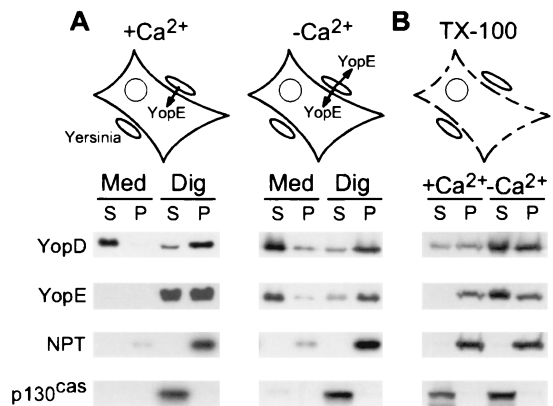 A
+Ca²⁺
-Ca²⁺
B
TX-100
YopE
YopE
YopE
Yersinia
Med Dig Med Dig +Ca²⁺ -Ca²⁺
S P S P S P S P S P S P
YopD
YopE
NPT
p130ᶜᵃˢ